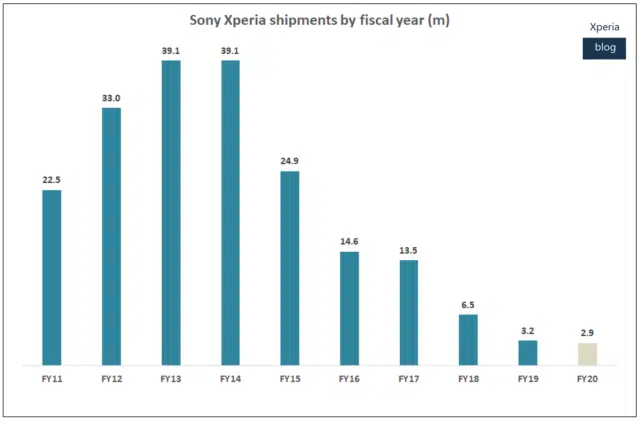 Sony Xperia shipments by fiscal year (m)
Xperia
blog
22.5
33.0
39.1
39.1
24.9
14.6
13.5
6.5
3.2
2.9
FY11
FY12
FY13
FY14
FY15
FY16
FY17
FY18
FY19
FY20